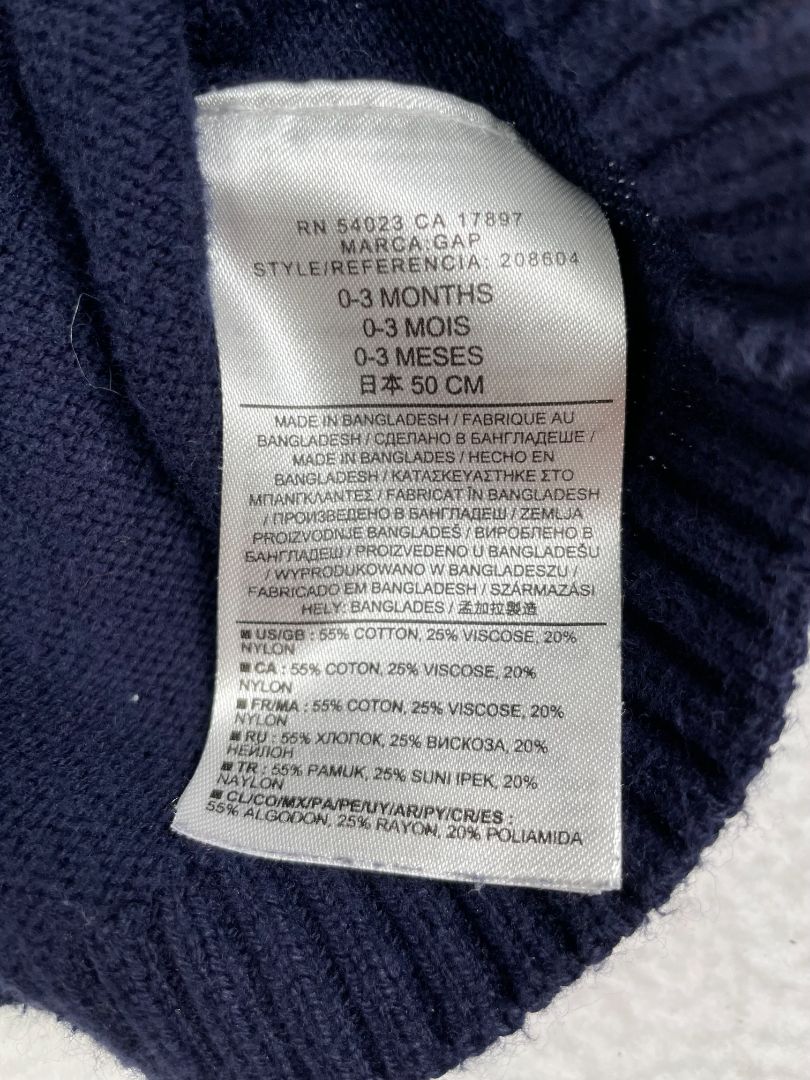 RN 54023 CA 17897
MARCA:GAP
STYLE/REFERENCIA: 208604
0-3 MONTHS
0-3 MOIS
0-3 MESES
日本 50 CM
MADE IN BANGLADESH / FABRIQUE AU
BANGLADESH / СДЕЛАНО В БАНГЛАДЕШЕ /
MADE IN BANGLADES / HECHO EN
BANGLADESH / ΚΑΤΑΣΚΕΥΑΣΤΗΚΕ ΣΤΟ
ΜΠΑΝΓΚΛΑΝΤΕΣ / FABRICAT ÎN BANGLADESH
/ ПРОИЗВЕДЕНО В БАНГЛАДЕШ / ZEMLJA
PROIZVODNJE BANGLADEŠ / ВИРОБЛЕНО В
БАНГЛАДЕШ / PROIZVEDENO U BANGLADEŠU
/ WYPRODUKOWANO W BANGLADESZU /
FABRICADO EM BANGLADESH / SZÁRMAZÁSI
HELY: BANGLADES / 孟加拉製造
■ US/GB : 55% COTTON, 25% VISCOSE, 20%
NYLON
■ CA : 55% COTON, 25% VISCOSE, 20%
NYLON
■ FR/MA : 55% COTON, 25% VISCOSE, 20%
NYLON
■ RU : 55% ХЛОПОК, 25% ВИСКОЗА, 20%
НЕЙЛОН
■ TR : 55% PAMUK, 25% SUNI IPEK, 20%
NAYLON
■ CL/CO/MX/PA/PE/UY/AR/PY/CR/ES :
55% ALGODON, 25% RAYON, 20% POLIAMIDA